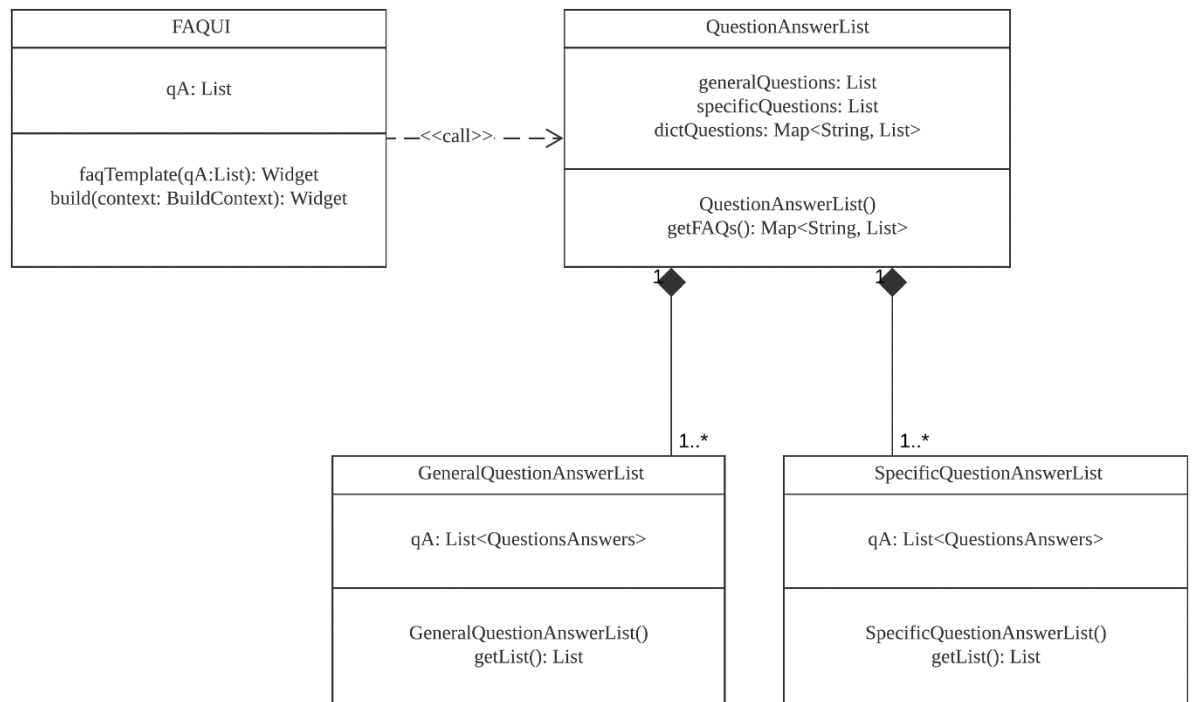 FAQUI
qA: List
faqTemplate(qA:List): Widget
build(context: BuildContext): Widget
<<call>>
QuestionAnswerList
generalQuestions: List
specificQuestions: List
dictQuestions: Map<String, List>
QuestionAnswerList()
getFAQs(): Map<String, List>
1
1
1..*
1..*
GeneralQuestionAnswerList
qA: List<QuestionsAnswers>
GeneralQuestionAnswerList()
getList(): List
SpecificQuestionAnswerList
qA: List<QuestionsAnswers>
SpecificQuestionAnswerList()
getList(): List